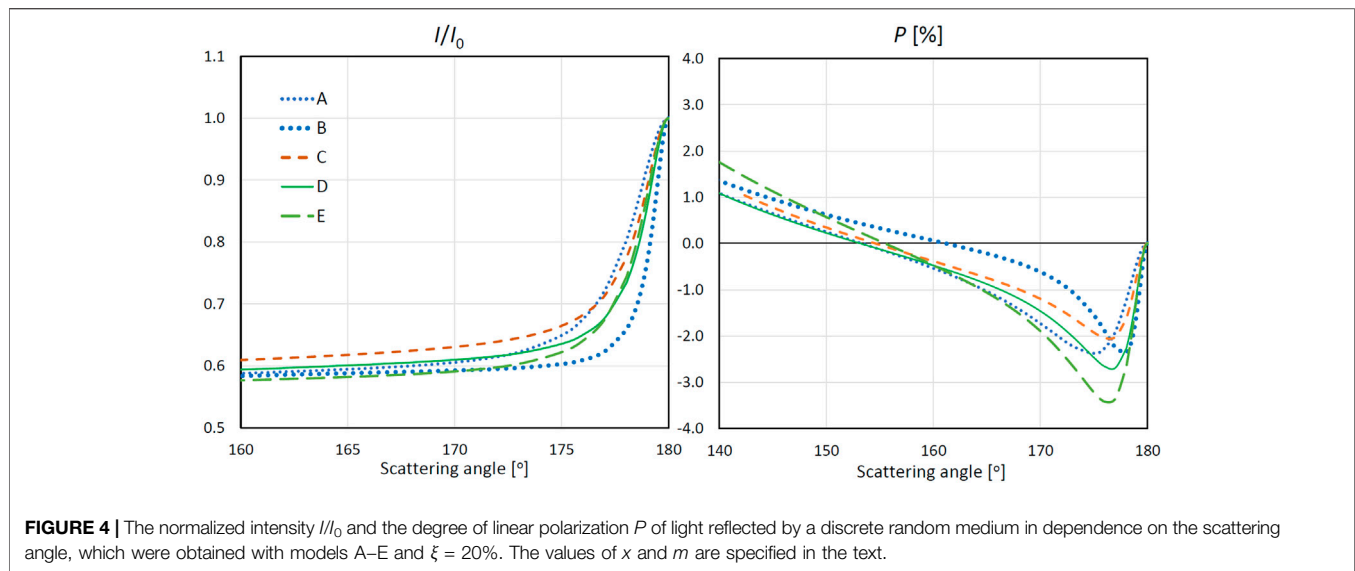 I/I₀
P [%]
1.1
1.0
0.9
0.8
0.7
0.6
0.5
A
B
C
D
E
160
165
170
175
180
Scattering angle [°]
4.0
3.0
2.0
1.0
0.0
-1.0
-2.0
-3.0
-4.0
140
150
160
170
180
Scattering angle [°]
FIGURE 4 | The normalized intensity I/I₀ and the degree of linear polarization P of light reflected by a discrete random medium in dependence on the scattering
angle, which were obtained with models A–E and ξ = 20%. The values of x and m are specified in the text.